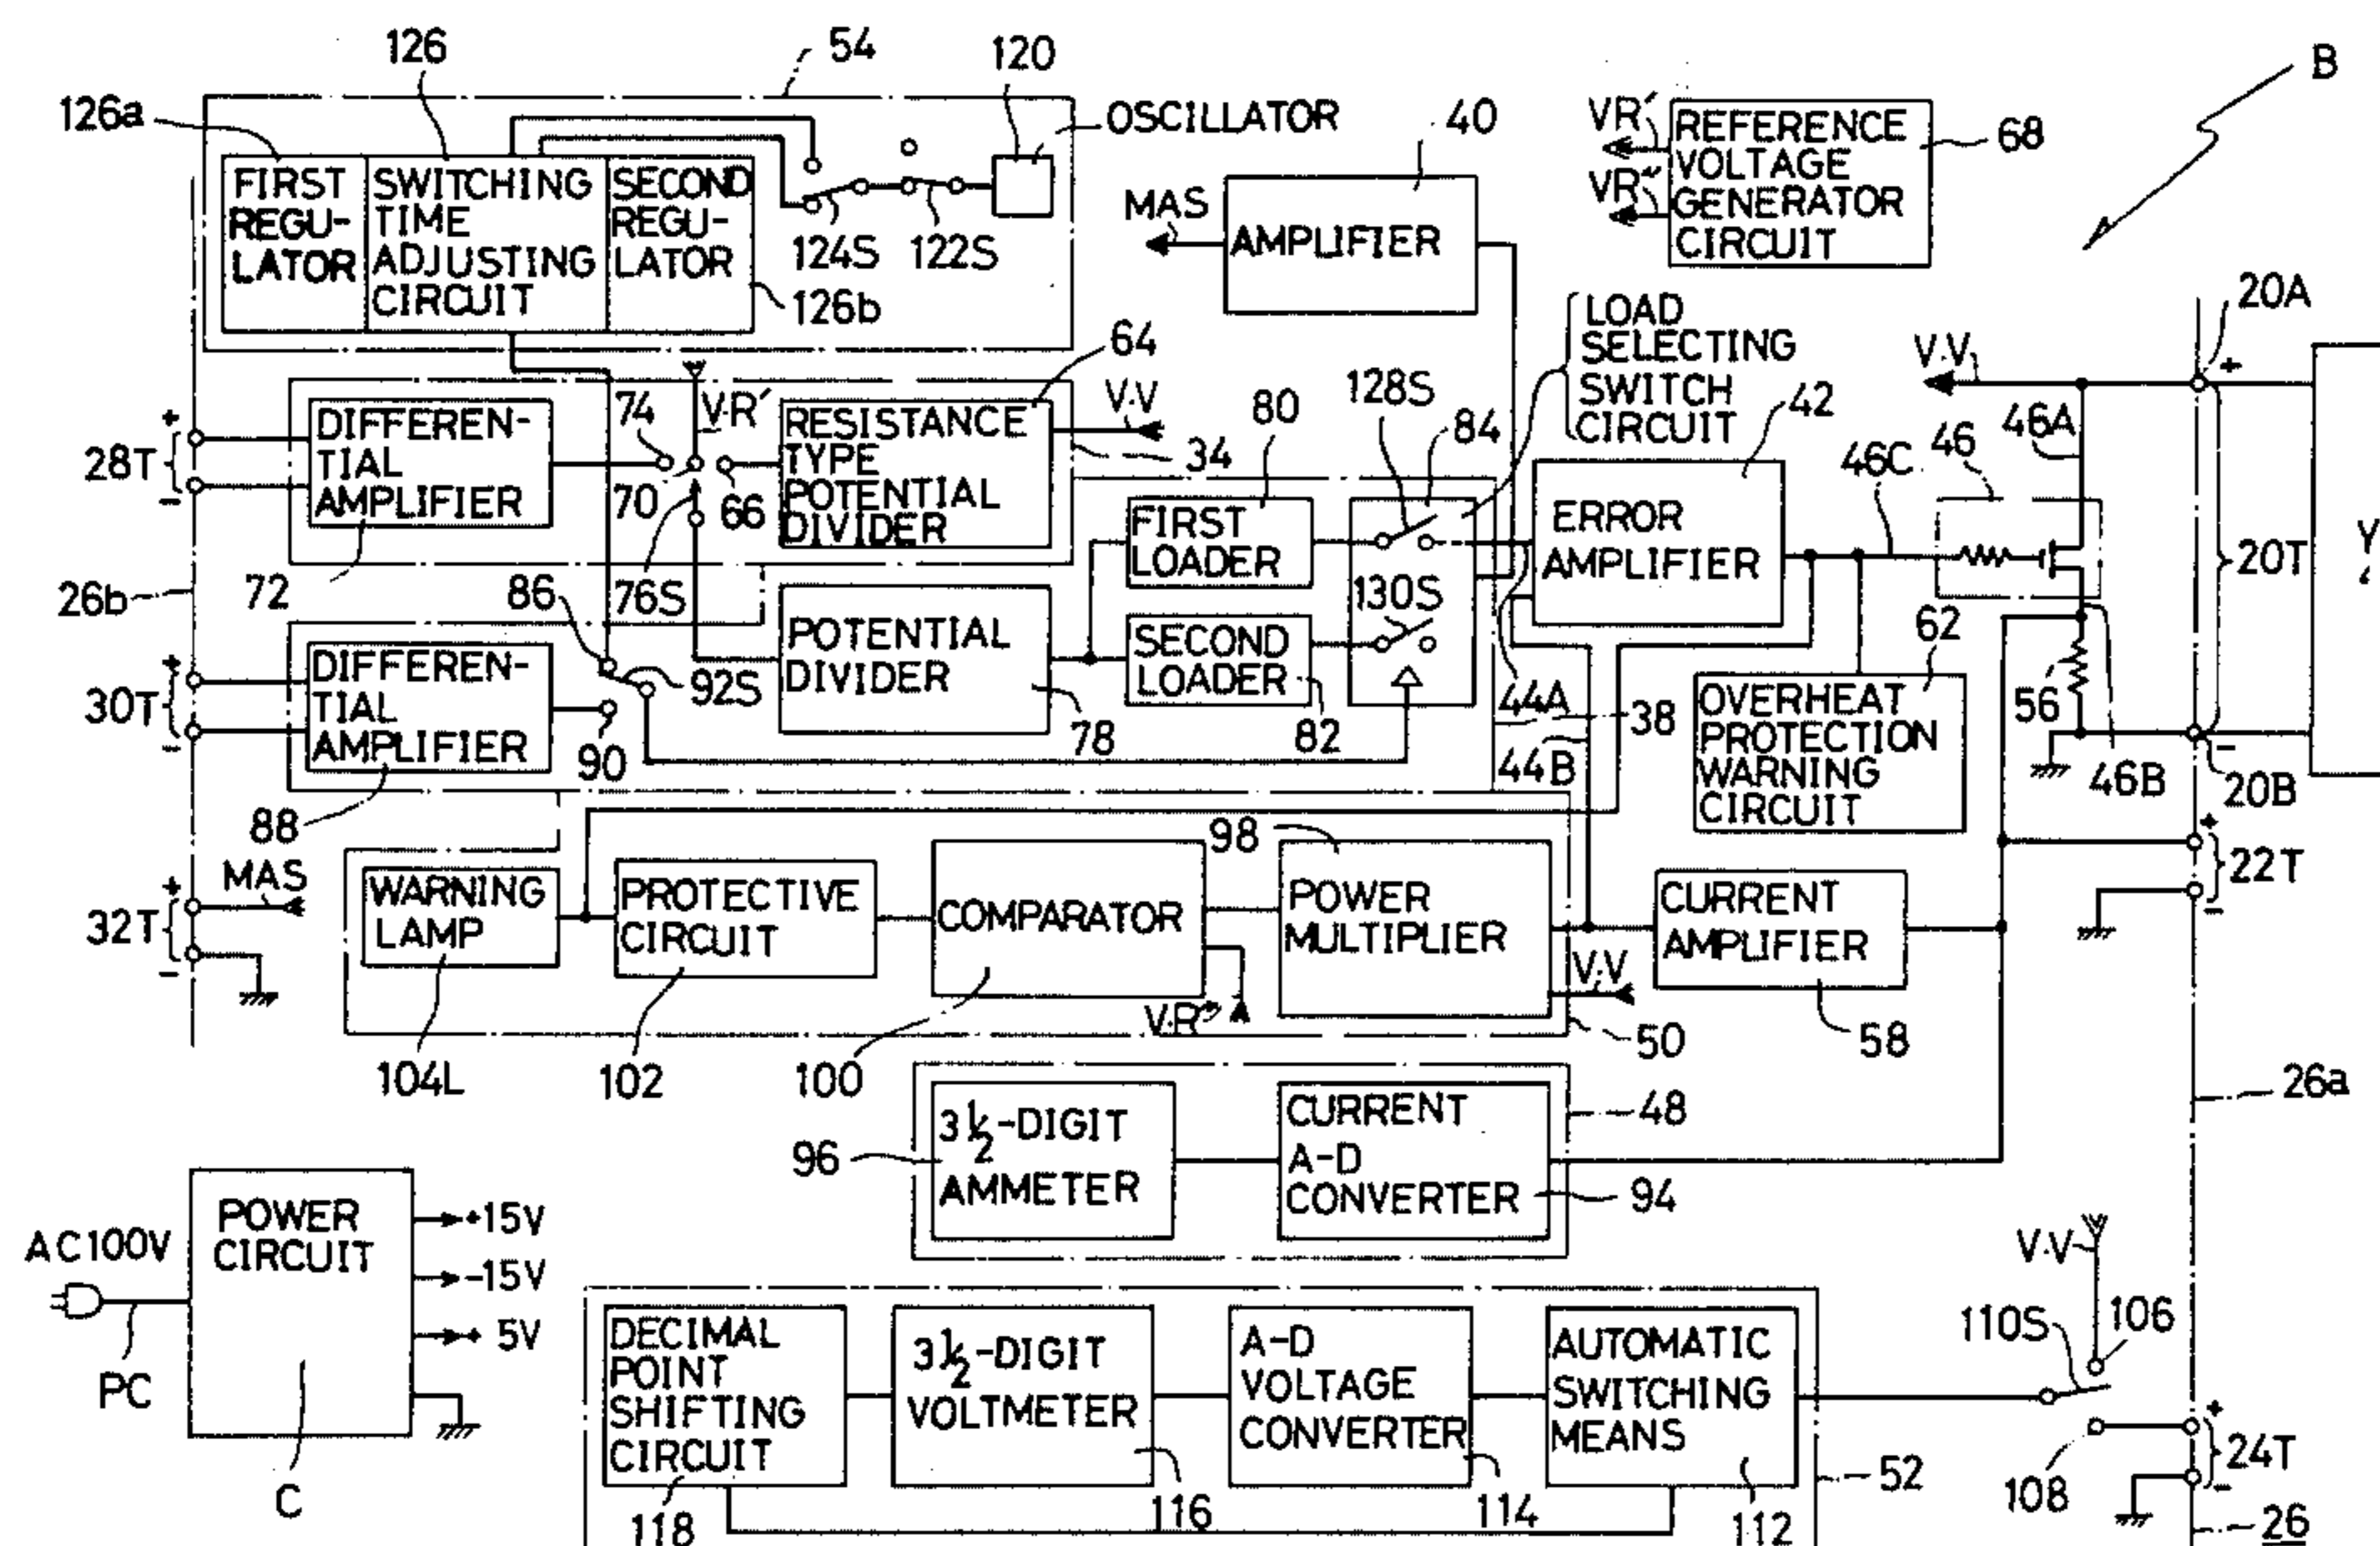 126
54
120
B
126a
OSCILLATOR
40
VR′
REFERENCE
VOLTAGE
GENERATOR
CIRCUIT
68
VR″
FIRST
REGU-
LATOR
SWITCHING
TIME
ADJUSTING
CIRCUIT
SECOND
REGU-
LATOR
124S
122S
126b
MAS
AMPLIFIER
LOAD
SELECTING
SWITCH
CIRCUIT
20A
64
V·V
+
28T
+
−
DIFFEREN-
TIAL
AMPLIFIER
74
V·R′
RESISTANCE
TYPE
POTENTIAL
DIVIDER
V·V
34
80
128S
84
42
46A
46
46C
70
66
FIRST
LOADER
ERROR
AMPLIFIER
20T
Y
26b
72
86
76S
POTENTIAL
DIVIDER
130S
SECOND
LOADER
62
56
30T
+
−
DIFFEREN-
TIAL
AMPLIFIER
92S
90
78
82
44A
38
44B
OVERHEAT
PROTECTION
WARNING
CIRCUIT
46B
−
20B
88
98
+
22T
−
MAS
32T
+
−
WARNING
LAMP
PROTECTIVE
CIRCUIT
COMPARATOR
POWER
MULTIPLIER
CURRENT
AMPLIFIER
V·V
V·R″
104L
102
100
50
58
26a
96
3½-DIGIT
AMMETER
CURRENT
A-D
CONVERTER
48
94
AC100V
POWER
CIRCUIT
+15V
−15V
+ 5V
PC
C
V·V
110S
106
DECIMAL
POINT
SHIFTING
CIRCUIT
3½-DIGIT
VOLTMETER
A-D
VOLTAGE
CONVERTER
AUTOMATIC
SWITCHING
MEANS
52
108
+
24T
−
118
116
114
112
26